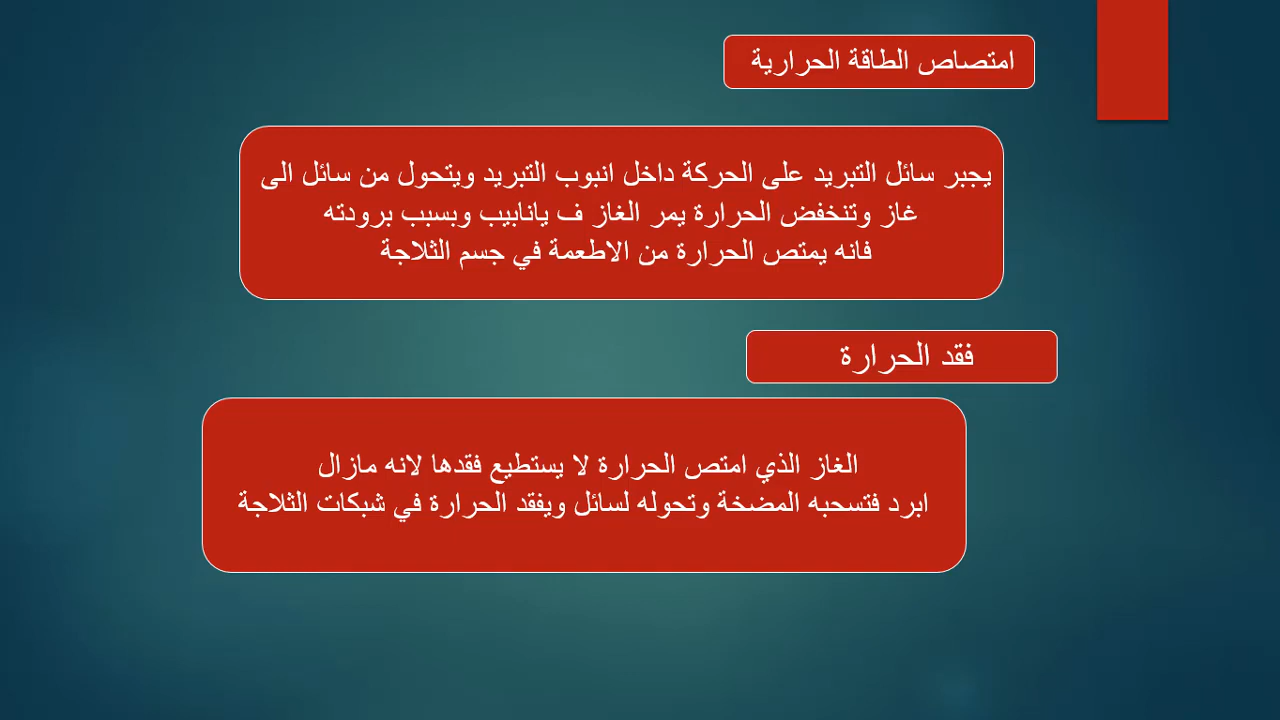 امتصاص الطاقة الحرارية
يجبر سائل التبريد على الحركة داخل انبوب التبريد ويتحول من سائل الى
غاز وتنخفض الحرارة يمر الغاز ف يانابيب وبسبب برودته
فانه يمتص الحرارة من الاطعمة في جسم الثلاجة
فقد الحرارة
الغاز الذي امتص الحرارة لا يستطيع فقدها لانه مازال
ابرد فتسحبه المضخة وتحوله لسائل ويفقد الحرارة في شبكات الثلاجة